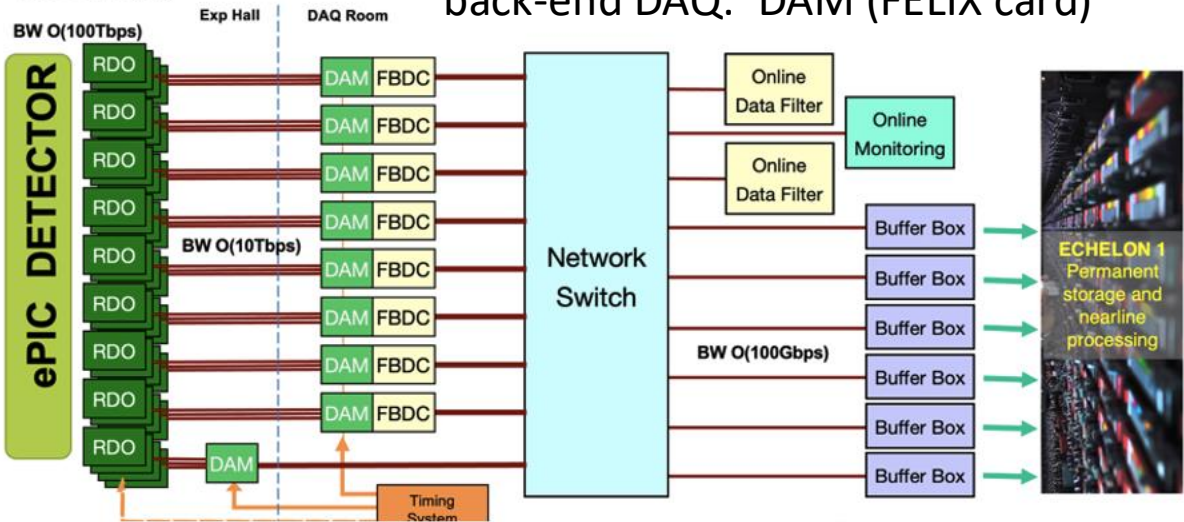 back-end DAQ: DAM (FELIX card)
Exp Hall
DAQ Room
BW O(100Tbps)
ePIC DETECTOR
RDO
RDO
RDO
RDO
RDO
RDO
RDO
RDO
RDO
BW O(10Tbps)
DAM FBDC
DAM FBDC
DAM FBDC
DAM FBDC
DAM FBDC
DAM FBDC
DAM FBDC
DAM FBDC
DAM
Timing
System
Network
Switch
Online
Data Filter
Online
Monitoring
Online
Data Filter
BW O(100Gbps)
Buffer Box
Buffer Box
Buffer Box
Buffer Box
Buffer Box
Buffer Box
ECHELON 1
Permanent
storage and
nearline
processing